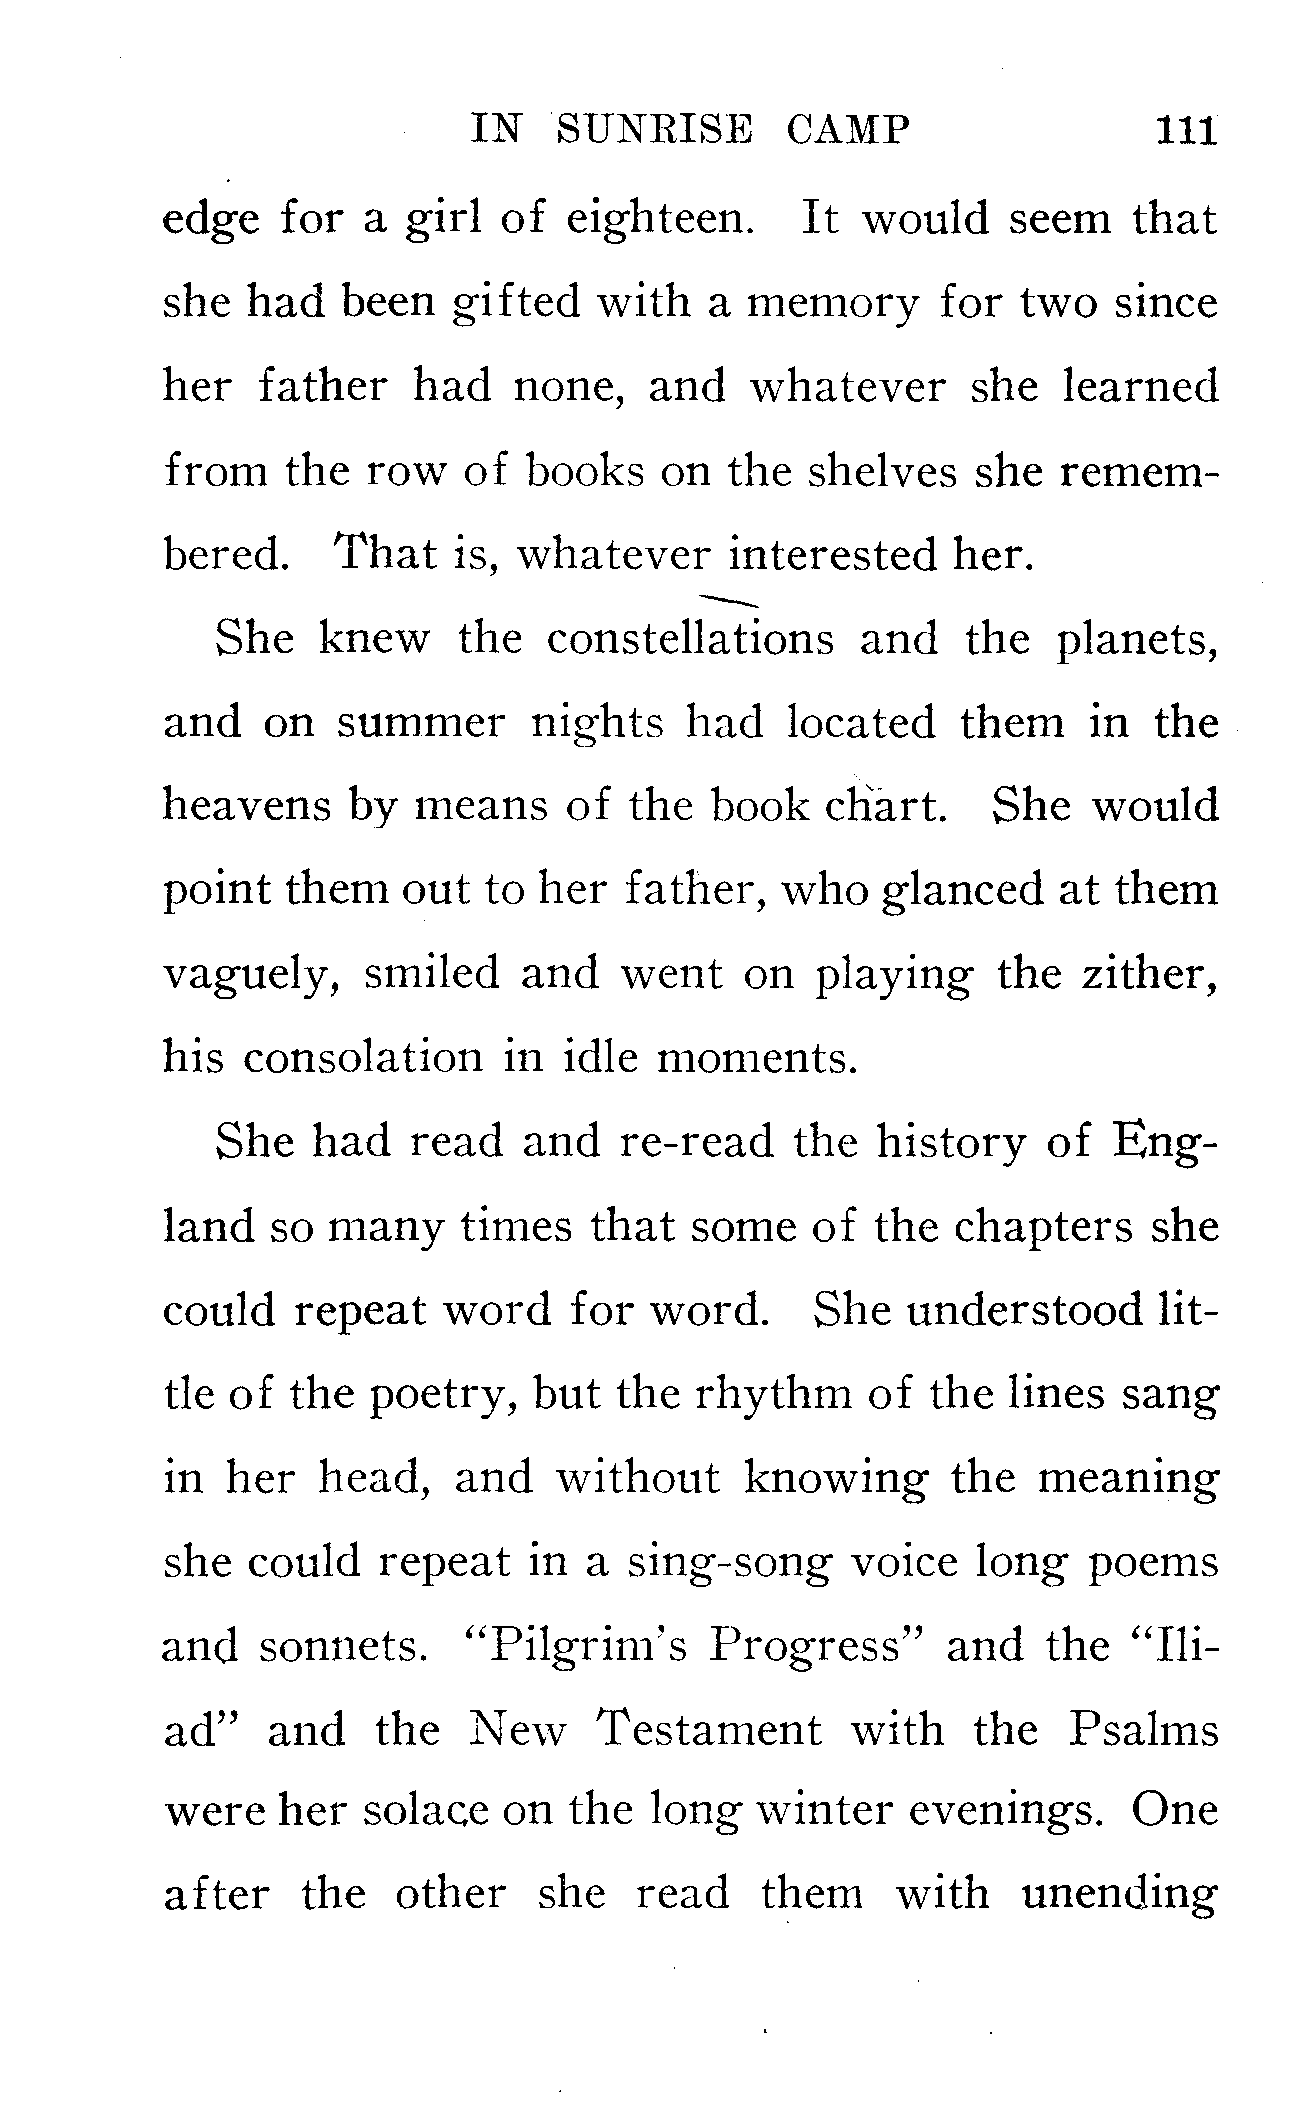 IN SUNRISE CAMP 111
edge for a girl of eighteen. It would seem that
she had been gifted with a memory for two since
her father had none, and whatever she learned
from the row of books on the shelves she remem-
bered. That is, whatever interested her.
She knew the constellations and the planets,
and on summer nights had located them in the
heavens by means of the book chart. She would
point them out to her father, who glanced at them
vaguely, smiled and went on playing the zither,
his consolation in idle moments.
She had read and re-read the history of Eng-
land so many times that some of the chapters she
could repeat word for word. She understood lit-
tle of the poetry, but the rhythm of the lines sang
in her head, and without knowing the meaning
she could repeat in a sing-song voice long poems
and sonnets. “Pilgrim’s Progress” and the “Ili-
ad” and the New Testament with the Psalms
were her solace on the long winter evenings. One
after the other she read them with unending